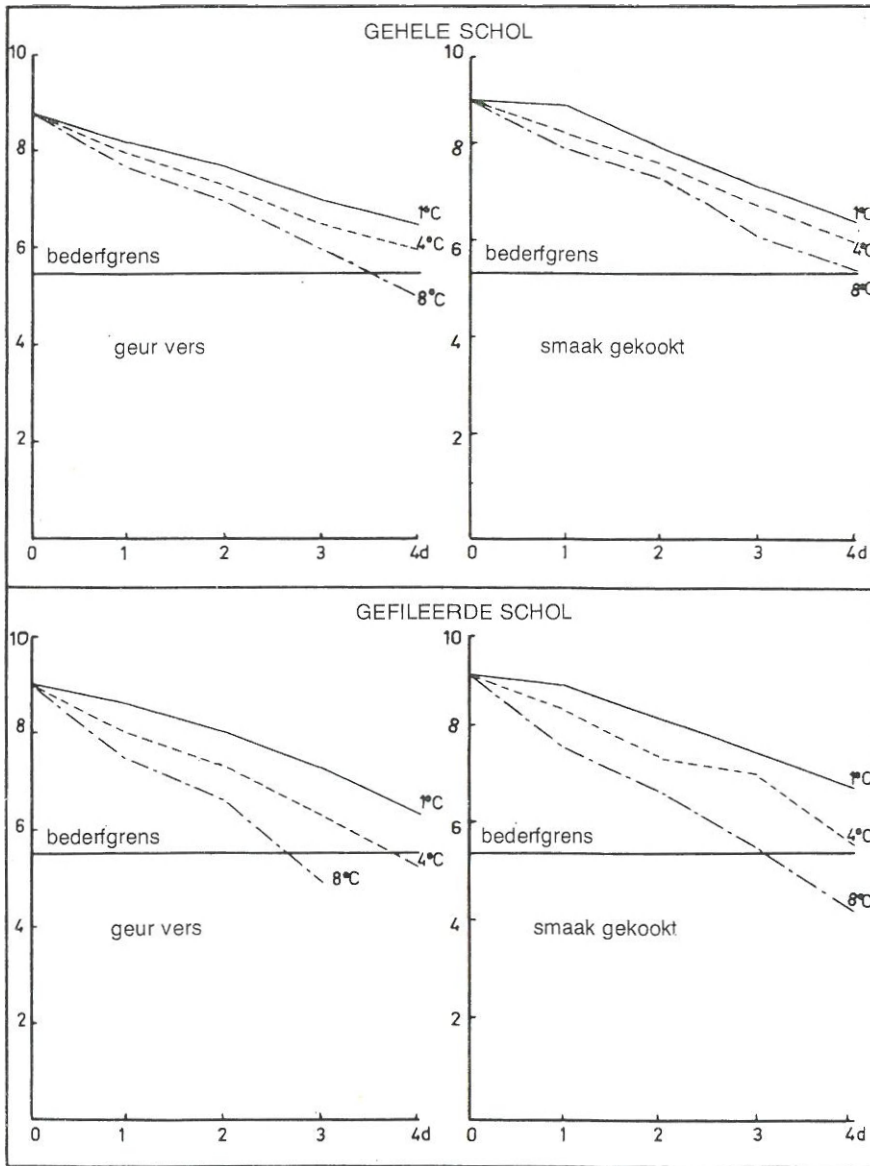 GEHELE SCHOL
10
8
6
4
2
0 1 2 3 4d
1°C
4°C
8°C
bederfgrens
geur vers
10
8
6
4
2
0 1 2 3 4d
1°C
4°C
8°C
bederfgrens
smaak gekookt
GEFILEERDE SCHOL
10
8
6
4
2
0 1 2 3 4d
1°C
4°C
8°C
bederfgrens
geur vers
10
8
6
4
2
0 1 2 3 4d
1°C
4°C
8°C
bederfgrens
smaak gekookt